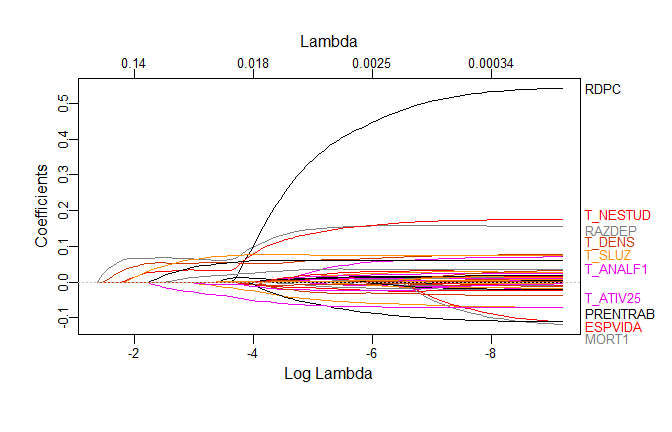 Lambda
0.14 0.018 0.0025 0.00034
RDPC
T_NESTUD
RAZDEP
T_DENS
T_SLUZ
T_ANALF1
T_ATIV25
PRENTRAB
ESPVIDA
MORT1
Coefficients
0.5
0.4
0.3
0.2
0.1
0.0
-0.1
-2 -4 -6 -8
Log Lambda